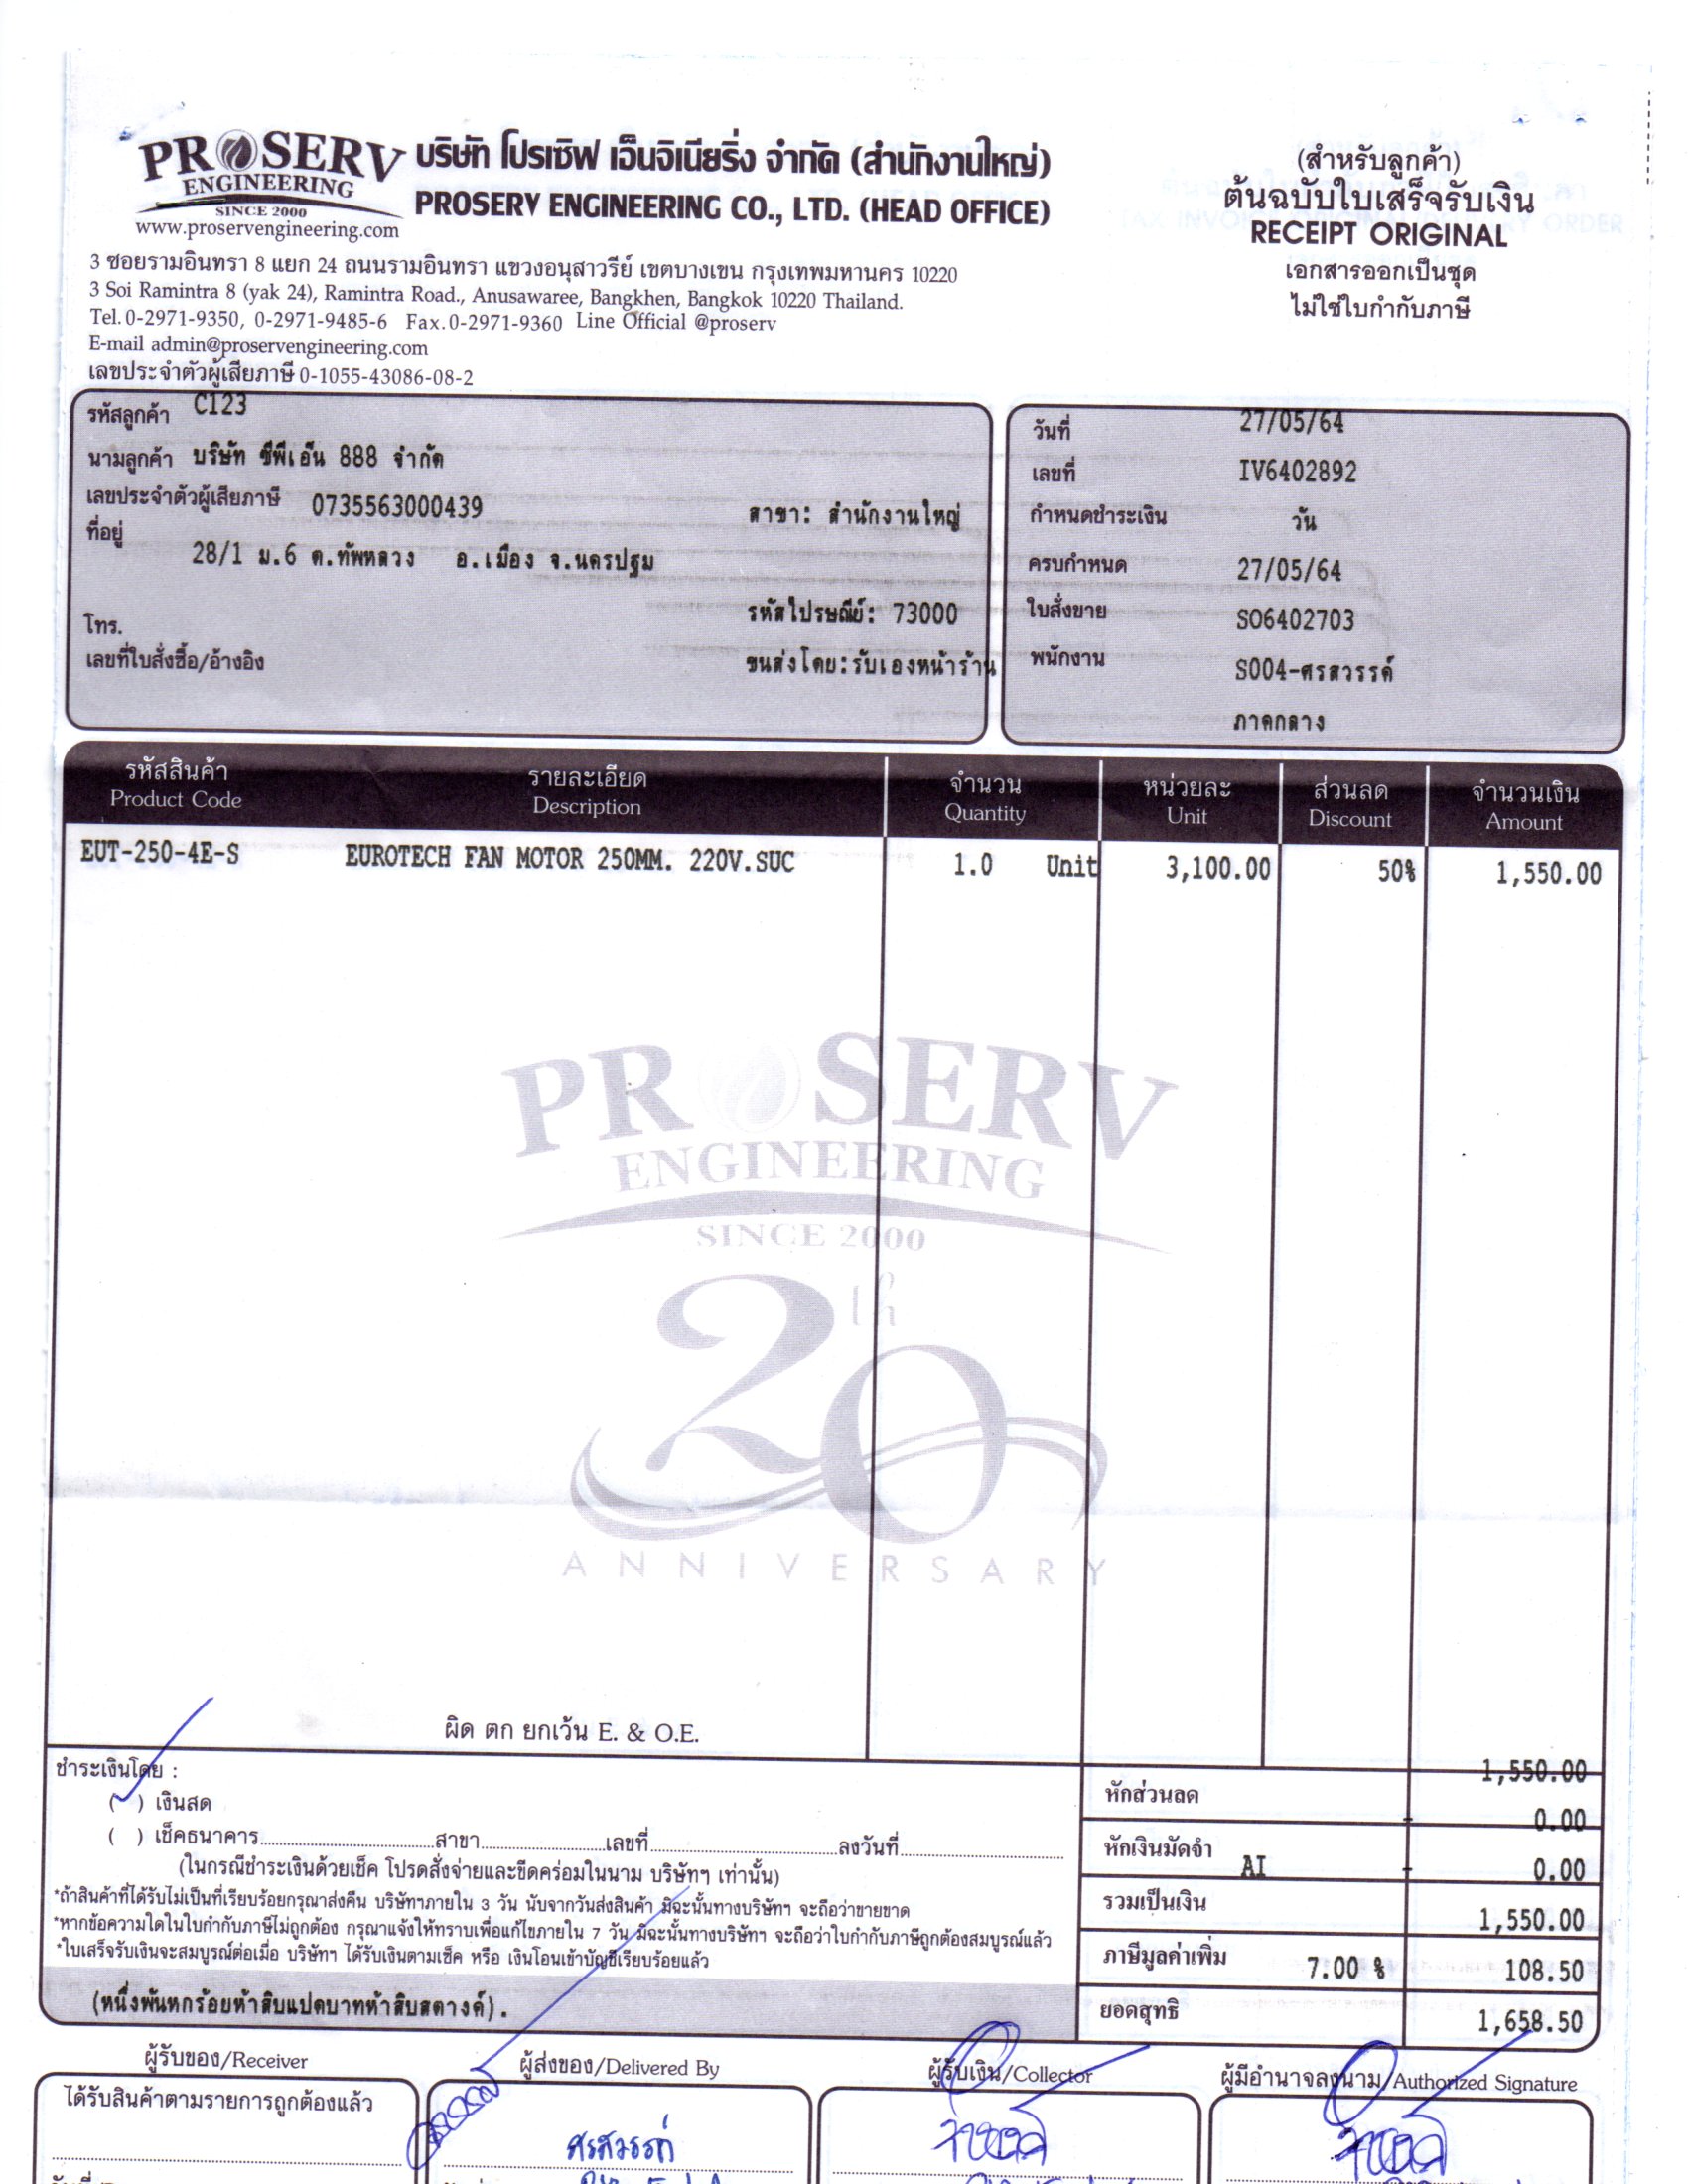 PROSERV
ENGINEERING
SINCE 2000
www.proservengineering.com
บริษัท โปรเซิฟ เอ็นจิเนียริ่ง จำกัด (สำนักงานใหญ่)
PROSERV ENGINEERING CO., LTD. (HEAD OFFICE)
(สำหรับลูกค้า)
ต้นฉบับใบเสร็จรับเงิน
RECEIPT ORIGINAL
เอกสารออกเป็นชุด
ไม่ใช่ใบกำกับภาษี
3 ซอยรามอินทรา 8 แยก 24 ถนนรามอินทรา แขวงอนุสาวรีย์ เขตบางเขน กรุงเทพมหานคร 10220
3 Soi Ramintra 8 (yak 24), Ramintra Road., Anusawaree, Bangkhen, Bangkok 10220 Thailand.
Tel. 0-2971-9350, 0-2971-9485-6 Fax. 0-2971-9360 Line Official @proserv
E-mail admin@proservengineering.com
เลขประจำตัวผู้เสียภาษี 0-1055-43086-08-2
รหัสลูกค้า C123
นามลูกค้า บริษัท ซีพีเอ็น 888 จำกัด
เลขประจำตัวผู้เสียภาษี 0735563000439 สาขา: สำนักงานใหญ่
ที่อยู่ 28/1 ม.6 ต.ทัพหลวง อ.เมือง จ.นครปฐม
รหัสไปรษณีย์: 73000
โทร.
เลขที่ใบสั่งซื้อ/อ้างอิง ขนส่งโดย:รับเองหน้าร้าน
วันที่ 27/05/64
เลขที่ IV6402892
กำหนดชำระเงิน วัน
ครบกำหนด 27/05/64
ใบสั่งขาย SO6402703
พนักงาน S004-ศรสวรรค์
ภาคกลาง
รหัสสินค้า รายละเอียด จำนวน หน่วยละ ส่วนลด จำนวนเงิน
Product Code Description Quantity Unit Discount Amount
EUT-250-4E-S EUROTECH FAN MOTOR 250MM. 220V.SUC 1.0 Unit 3,100.00 50% 1,550.00
PROSERV
ENGINEERING
SINCE 2000
20th
ANNIVERSARY
ผิด ตก ยกเว้น E. & O.E.
ชำระเงินโดย :
( ) เงินสด
( ) เช็คธนาคาร สาขา เลขที่ ลงวันที่
(ในกรณีชำระเงินด้วยเช็ค โปรดสั่งจ่ายและขีดคร่อมในนาม บริษัทฯ เท่านั้น)
*ถ้าสินค้าที่ได้รับไม่เป็นที่เรียบร้อยกรุณาส่งคืน บริษัทฯภายใน 3 วัน นับจากวันส่งสินค้า มิฉะนั้นทางบริษัทฯ จะถือว่าขายขาด
*หากข้อความใดในใบกำกับภาษีไม่ถูกต้อง กรุณาแจ้งให้ทราบเพื่อแก้ไขภายใน 7 วัน มิฉะนั้นทางบริษัทฯ จะถือว่าใบกำกับภาษีถูกต้องสมบูรณ์แล้ว
*ใบเสร็จรับเงินจะสมบูรณ์ต่อเมื่อ บริษัทฯ ได้รับเงินตามเช็ค หรือ เงินโอนเข้าบัญชีเรียบร้อยแล้ว
(หนึ่งพันหกร้อยห้าสิบแปดบาทห้าสิบสตางค์).
1,550.00
หักส่วนลด - 0.00
หักเงินมัดจำ AI - 0.00
รวมเป็นเงิน 1,550.00
ภาษีมูลค่าเพิ่ม 7.00 % 108.50
ยอดสุทธิ 1,658.50
ผู้รับของ/Receiver ผู้ส่งของ/Delivered By ผู้รับเงิน/Collector ผู้มีอำนาจลงนาม/Authorized Signature
ได้รับสินค้าตามรายการถูกต้องแล้ว
ศรสวรรค์